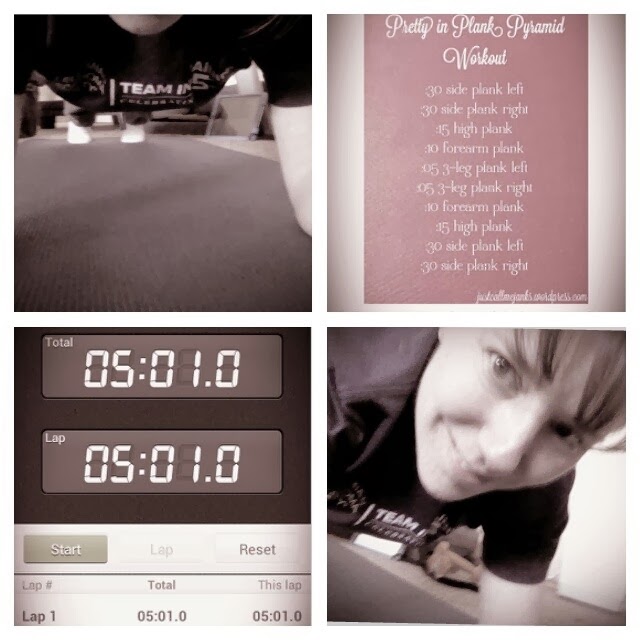 TEAM
Pretty in Plank Pyramid
Workout
:30 side plank left
:30 side plank right
:15 high plank
:10 forearm plank
:05 3-leg plank left
:05 3-leg plank right
:10 forearm plank
:15 high plank
:30 side plank left
:30 side plank right
justcallmejanks.wordpress.com
Total
05:01.0
Lap
05:01.0
Start Lap Reset
Lap # Total This lap
Lap 1 05:01.0 05:01.0
TEAM